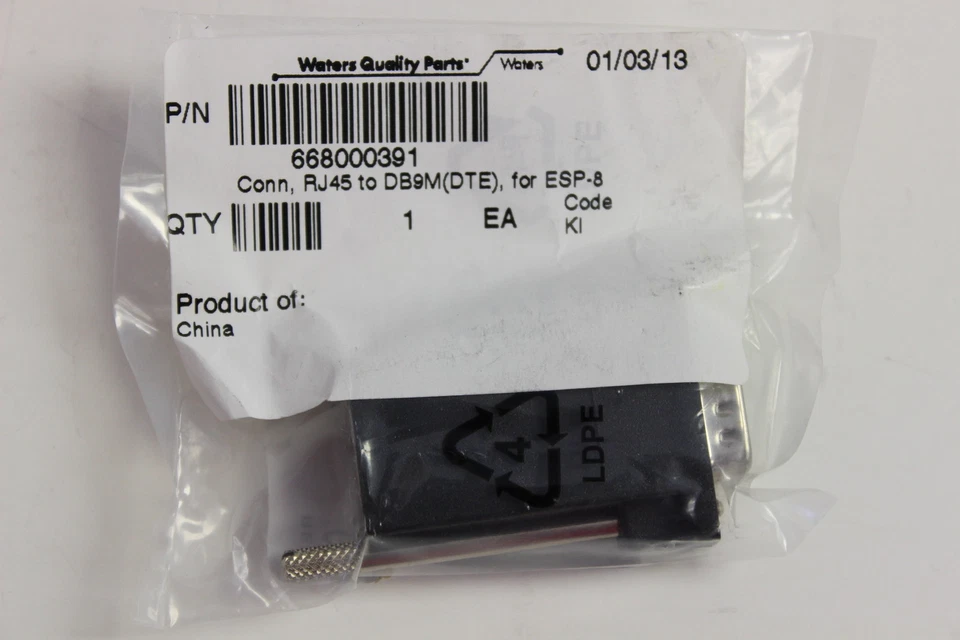 Waters Quality Parts Waters 01/03/13
P/N
668000391
Conn, RJ45 to DB9M(DTE), for ESP-8
QTY 1 EA Code
KI
Product of:
China
4
LDPE